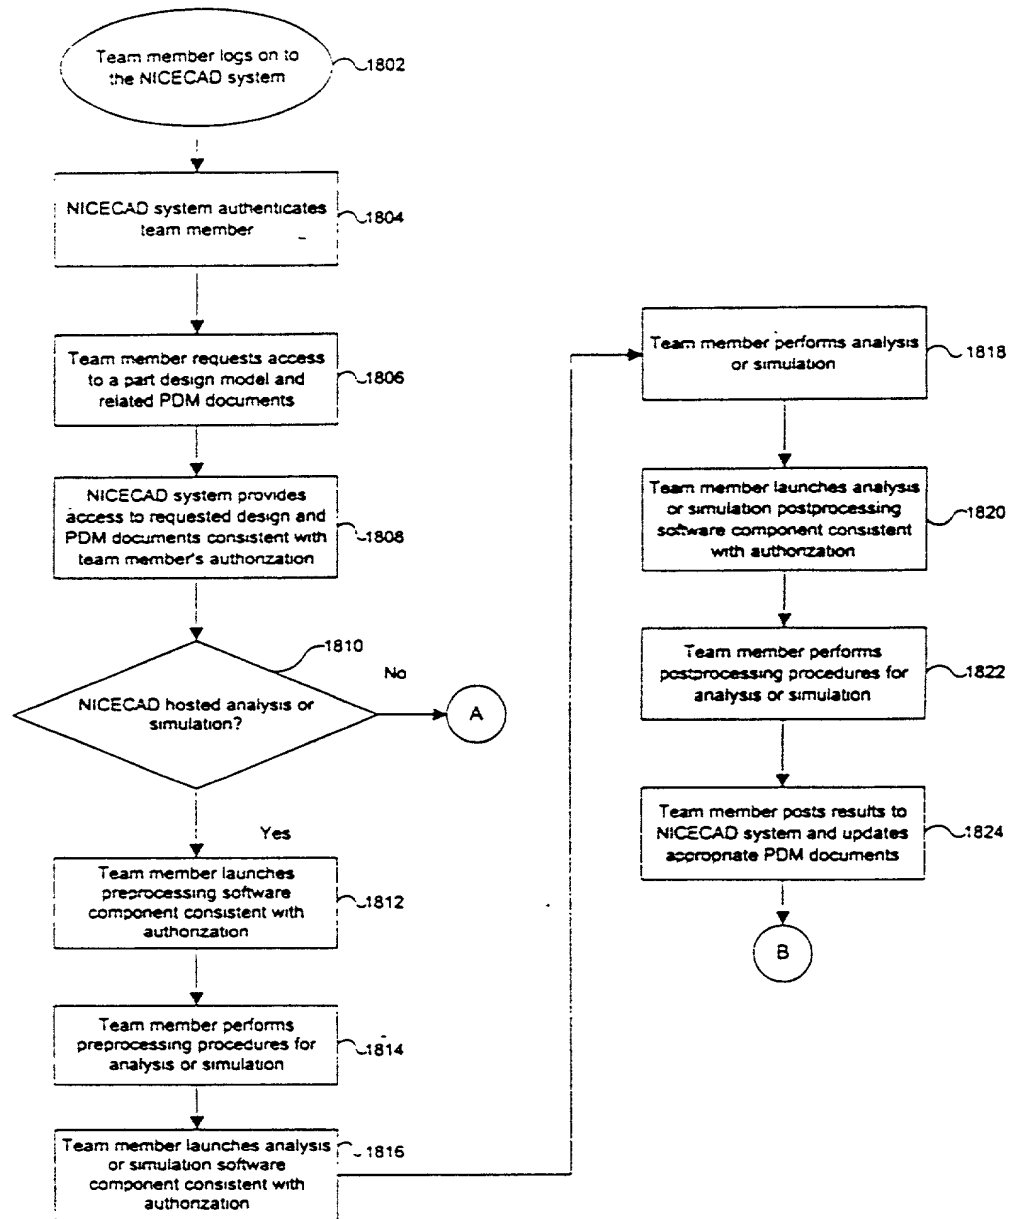 Team member logs on to
the NICECAD system
1802
NICECAD system authenticates
team member
1804
Team member requests access
to a part design model and
related PDM documents
1806
NICECAD system provides
access to requested design and
PDM documents consistent with
team member's authorization
1808
1810
NICECAD hosted analysis or
simulation?
No
A
Yes
Team member launches
preprocessing software
component consistent with
authorization
1812
Team member performs
preprocessing procedures for
analysis or simulation
1814
Team member launches analysis
or simulation software
component consistent with
authorization
1816
Team member performs analysis
or simulation
1818
Team member launches analysis
or simulation postprocessing
software component consistent
with authorization
1820
Team member performs
postprocessing procedures for
analysis or simulation
1822
Team member posts results to
NICECAD system and updates
appropriate PDM documents
1824
B